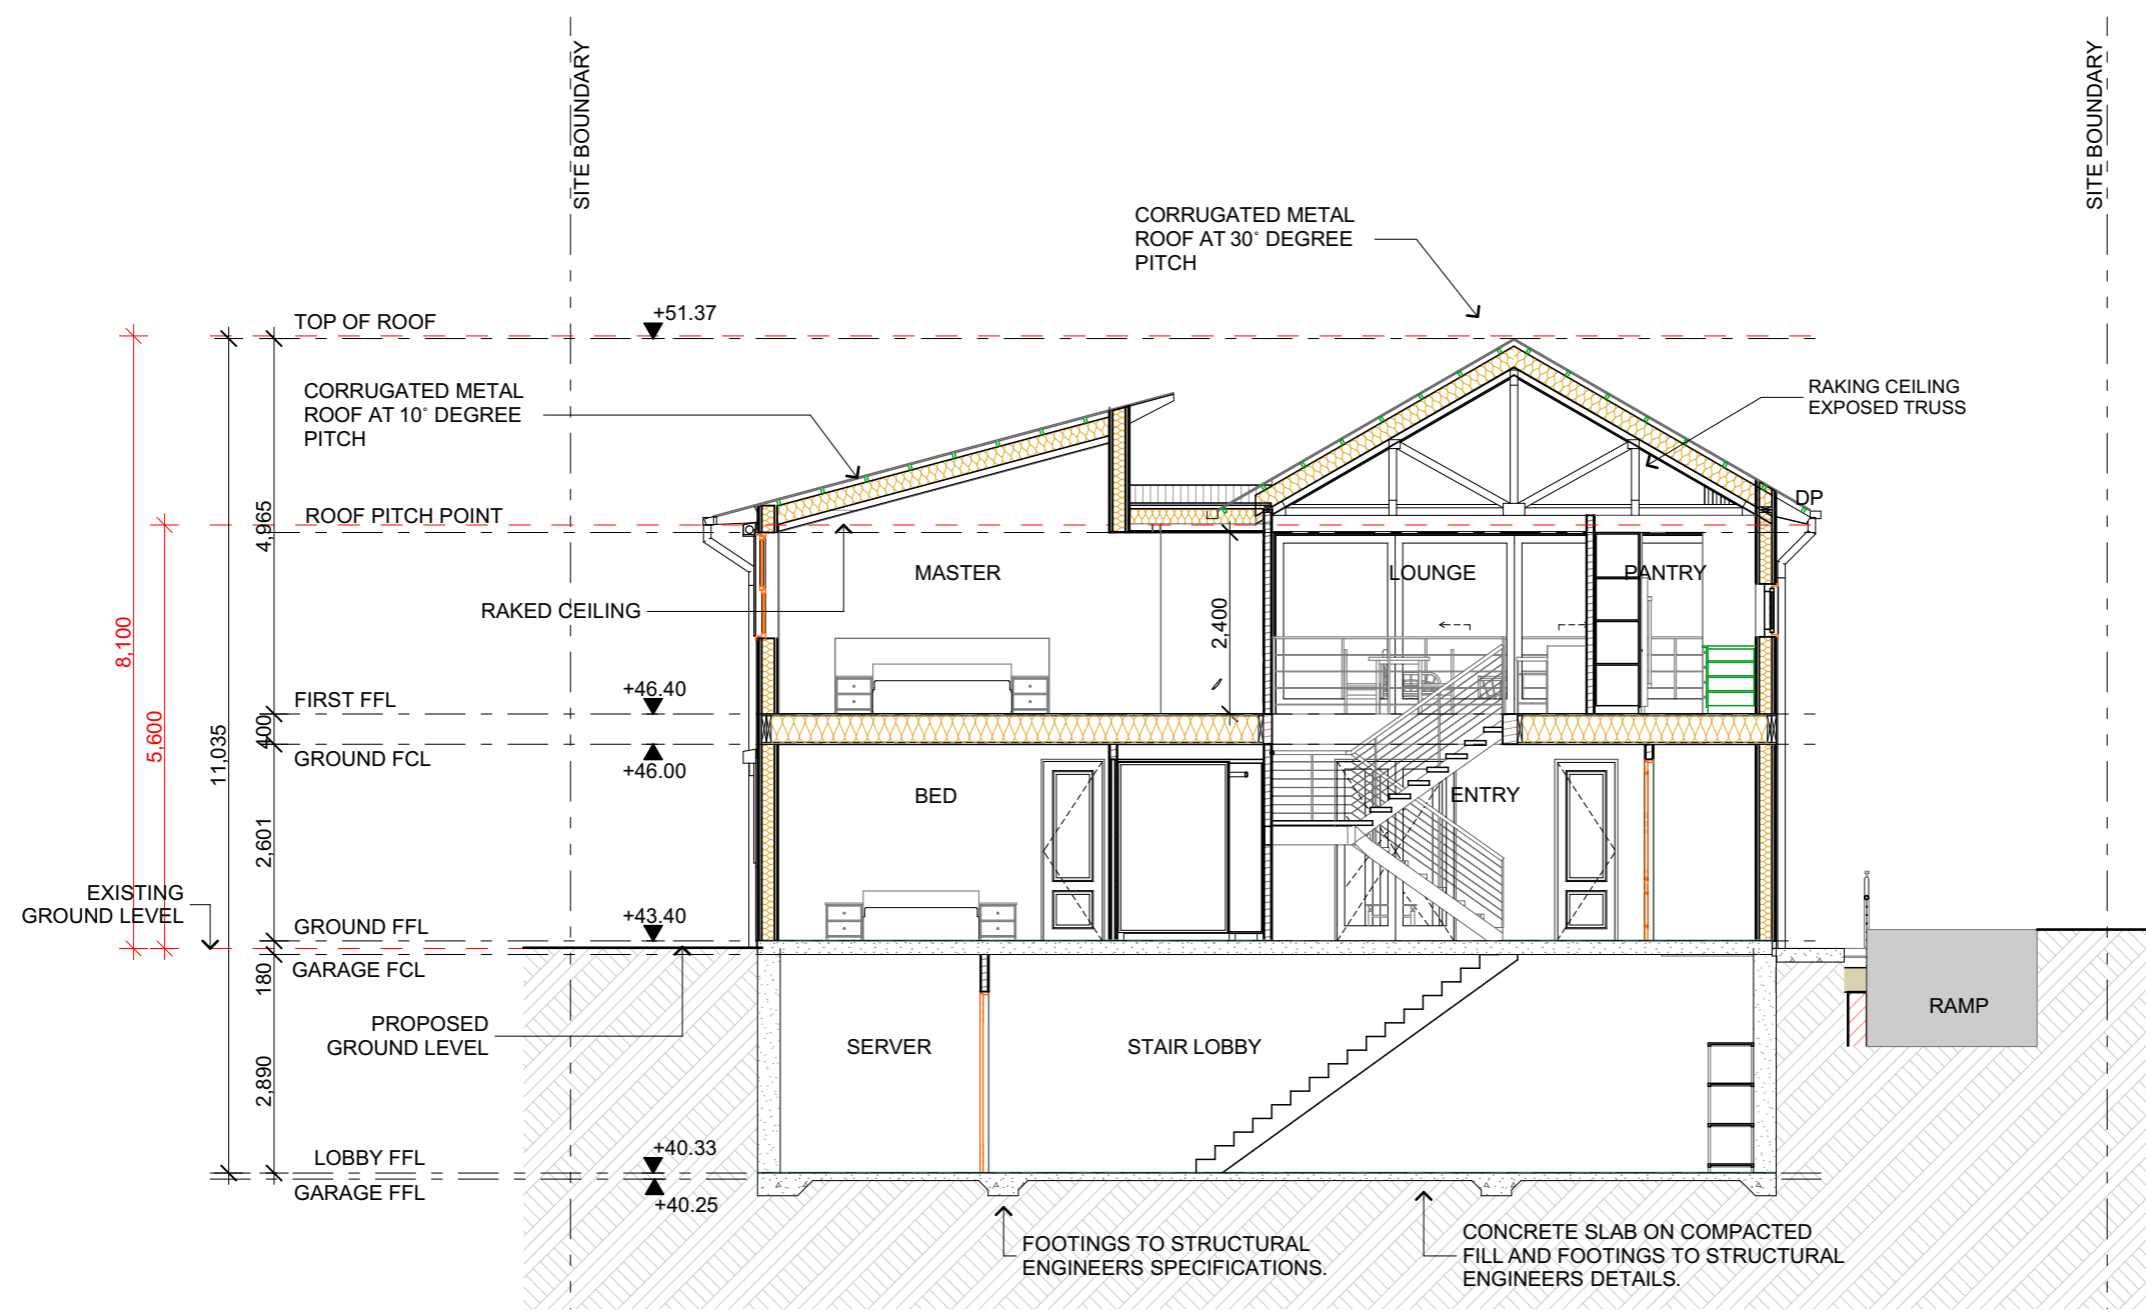 SITE BOUNDARY
SITE BOUNDARY
CORRUGATED METAL
ROOF AT 30° DEGREE
PITCH
TOP OF ROOF
+51.37
CORRUGATED METAL
ROOF AT 10° DEGREE
PITCH
RAKING CEILING
EXPOSED TRUSS
DP
ROOF PITCH POINT
4,965
MASTER
LOUNGE
PANTRY
RAKED CEILING
2,400
8,100
5,600
11,035
FIRST FFL
+46.40
400
GROUND FCL
+46.00
BED
ENTRY
2,601
EXISTING
GROUND LEVEL
GROUND FFL
+43.40
GARAGE FCL
180
PROPOSED
GROUND LEVEL
RAMP
SERVER
STAIR LOBBY
2,890
LOBBY FFL
+40.33
GARAGE FFL
+40.25
FOOTINGS TO STRUCTURAL
ENGINEERS SPECIFICATIONS.
CONCRETE SLAB ON COMPACTED
FILL AND FOOTINGS TO STRUCTURAL
ENGINEERS DETAILS.